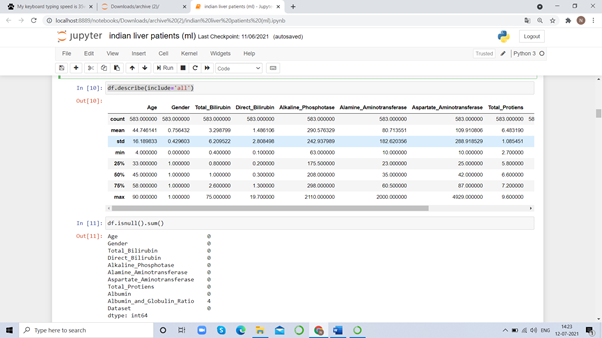 My keyboard typing speed is
Downloads/archive (2)/
indian liver patients (ml) - Jupyt
localhost:8889/notebooks/Downloads/archive%20(2)/indian%20liver%20patients%20(ml).ipynb
jupyter indian liver patients (ml) Last Checkpoint: 11/06/2021 (autosaved)
Logout
File Edit View Insert Cell Kernel Widgets Help
Trusted Python 3
Run Code
In [10]: df.describe(include='all')
Out[10]:
Age Gender Total_Bilirubin Direct_Bilirubin Alkaline_Phosphotase Alamine_Aminotransferase Aspartate_Aminotransferase Total_Protiens
count 583.000000 583.000000 583.000000 583.000000 583.000000 583.000000 583.000000 583.000000 58
mean 44.746141 0.756432 3.298799 1.486106 290.576329 80.713551 109.910806 6.483190
std 16.189833 0.429603 6.209522 2.808498 242.937989 182.620356 288.918529 1.085451
min 4.000000 0.000000 0.400000 0.100000 63.000000 10.000000 10.000000 2.700000
25% 33.000000 1.000000 0.800000 0.200000 175.500000 23.000000 25.000000 5.800000
50% 45.000000 1.000000 1.000000 0.300000 208.000000 35.000000 42.000000 6.600000
75% 58.000000 1.000000 2.600000 1.300000 298.000000 60.500000 87.000000 7.200000
max 90.000000 1.000000 75.000000 19.700000 2110.000000 2000.000000 4929.000000 9.600000
In [11]: df.isnull().sum()
Out[11]: Age 0
Gender 0
Total_Bilirubin 0
Direct_Bilirubin 0
Alkaline_Phosphotase 0
Alamine_Aminotransferase 0
Aspartate_Aminotransferase 0
Total_Protiens 0
Albumin 0
Albumin_and_Globulin_Ratio 4
Dataset 0
dtype: int64
Type here to search
ENG
14:23
12-07-2021